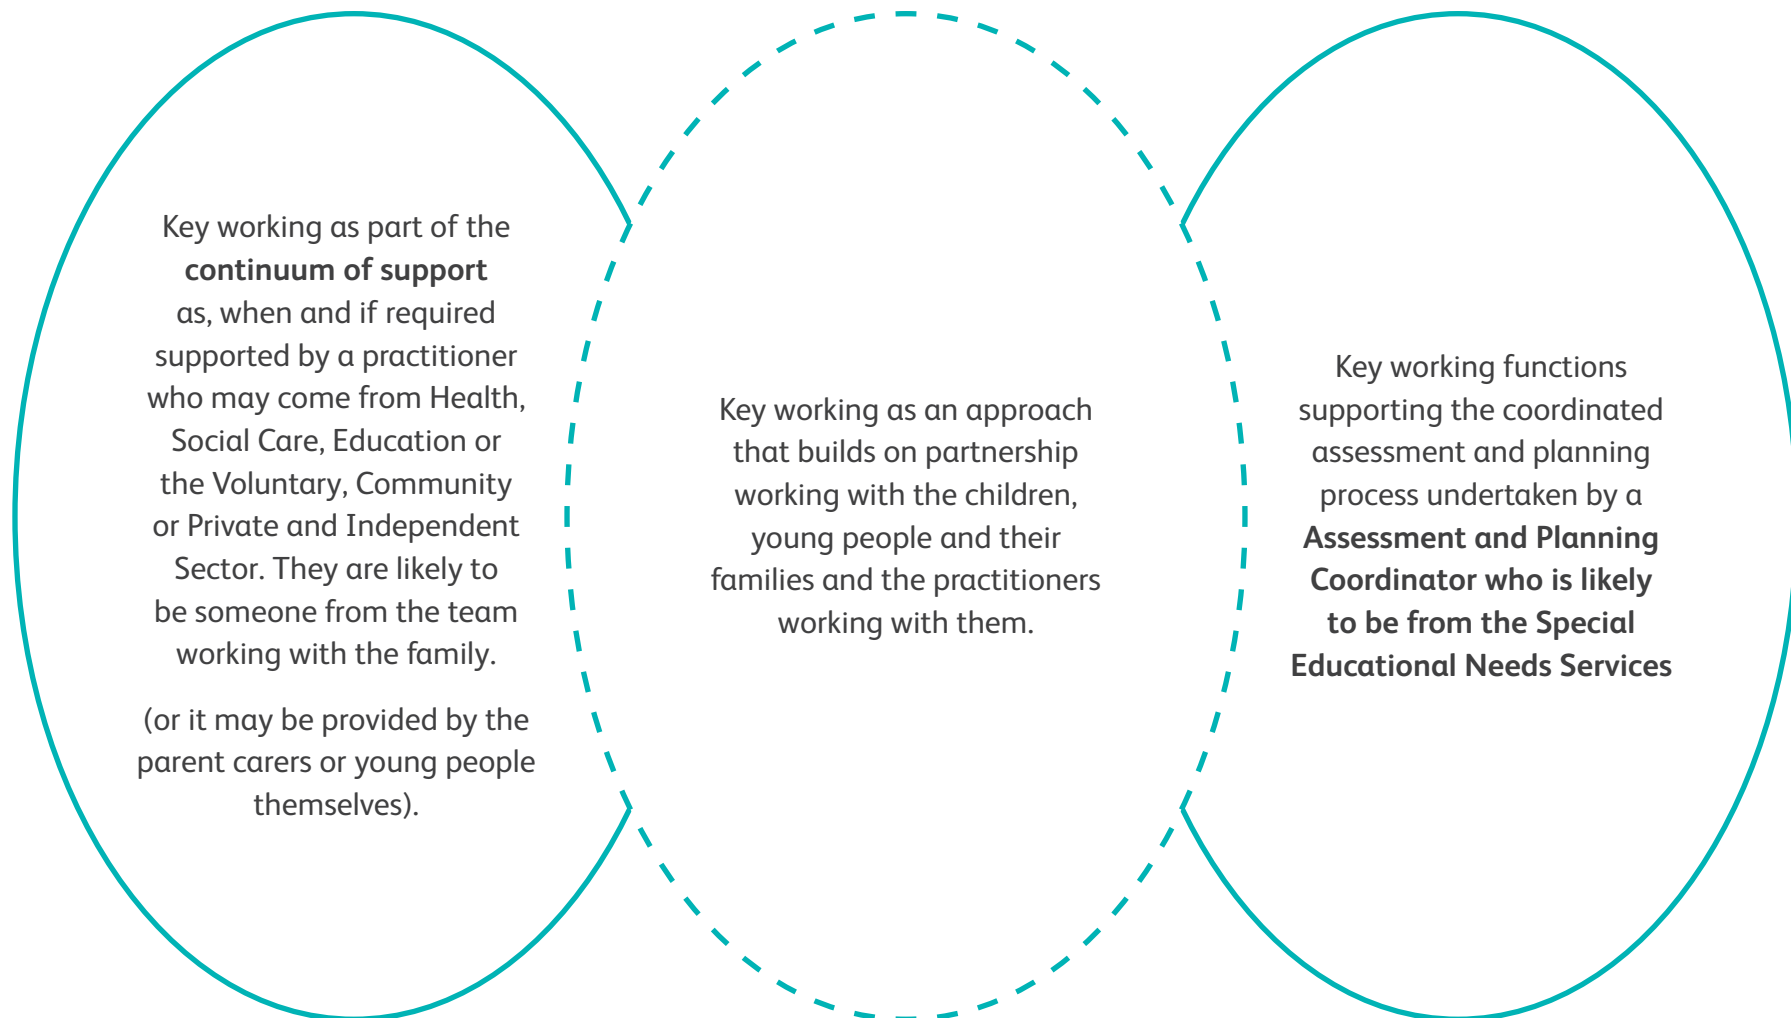 Key working as part of the
continuum of support
as, when and if required
supported by a practitioner
who may come from Health,
Social Care, Education or
the Voluntary, Community
or Private and Independent
Sector. They are likely to
be someone from the team
working with the family.
(or it may be provided by the
parent carers or young people
themselves).
Key working as an approach
that builds on partnership
working with the children,
young people and their
families and the practitioners
working with them.
Key working functions
supporting the coordinated
assessment and planning
process undertaken by a
Assessment and Planning
Coordinator who is likely
to be from the Special
Educational Needs Services